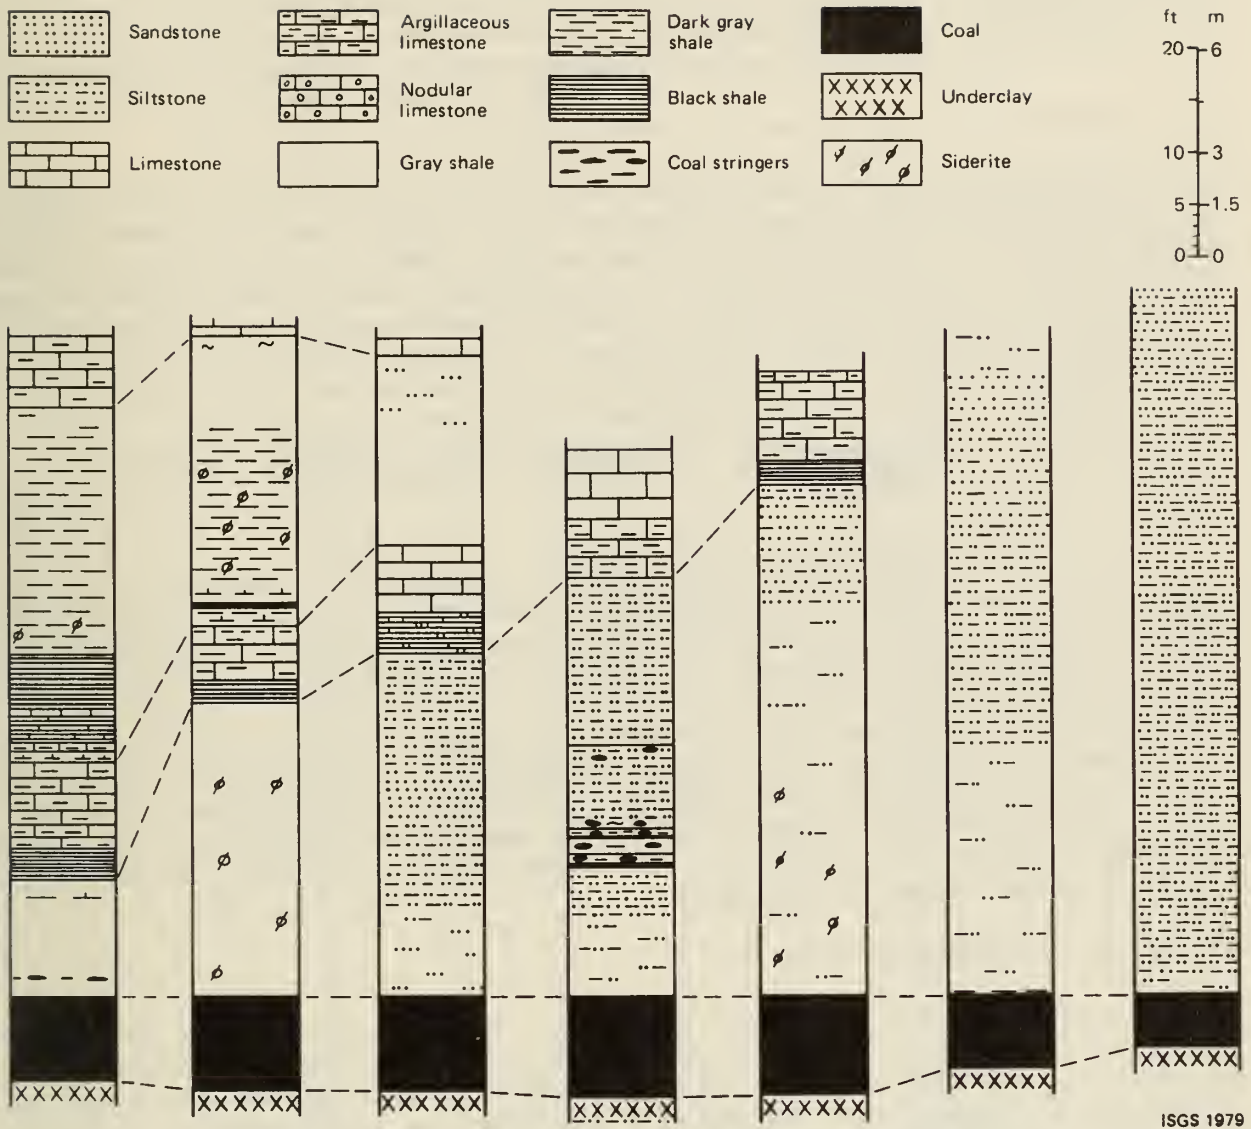 Sandstone
Argillaceous
limestone
Dark gray
shale
Coal
Siltstone
Nodular
limestone
Black shale
Underclay
Limestone
Gray shale
Coal stringers
Siderite
ft m
20 6
10 3
5 1.5
0 0
ISGS 1979